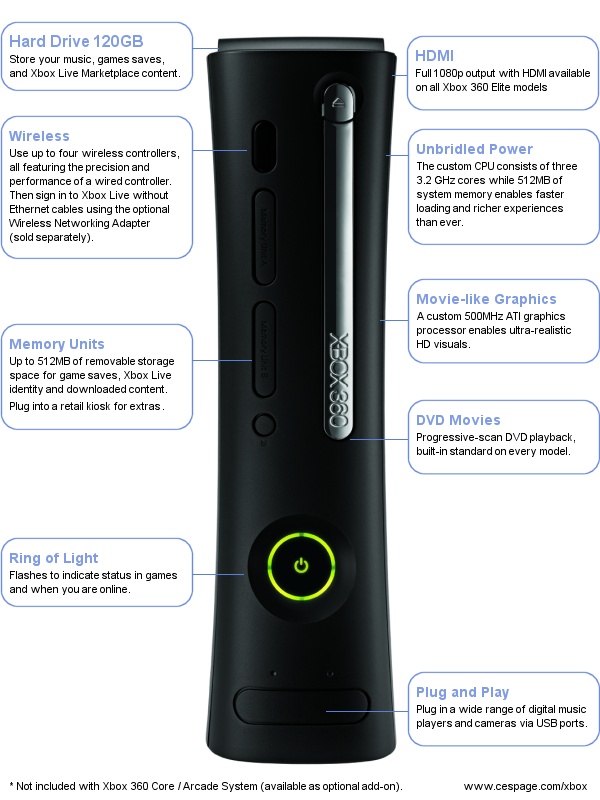 Hard Drive 120GB
Store your music, games saves,
and Xbox Live Marketplace content.
Wireless
Use up to four wireless controllers,
all featuring the precision and
performance of a wired controller.
Then sign in to Xbox Live without
Ethernet cables using the optional
Wireless Networking Adapter
(sold separately).
Memory Units
Up to 512MB of removable storage
space for game saves, Xbox Live
identity and downloaded content.
Plug into a retail kiosk for extras.
Ring of Light
Flashes to indicate status in games
and when you are online.
XBOX 360
HDMI
Full 1080p output with HDMI available
on all Xbox 360 Elite models
Unbridled Power
The custom CPU consists of three
3.2 GHz cores while 512MB of
system memory enables faster
loading and richer experiences
than ever.
Movie-like Graphics
A custom 500MHz ATI graphics
processor enables ultra-realistic
HD visuals.
DVD Movies
Progressive-scan DVD playback,
built-in standard on every model.
Plug and Play
Plug in a wide range of digital music
players and cameras via USB ports.
* Not included with Xbox 360 Core / Arcade System (available as optional add-on).
www.cespage.com/xbox